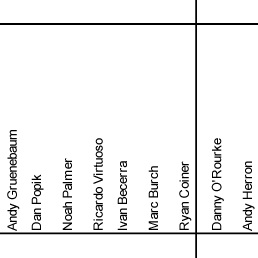 Andy Gruenebaum
Dan Popik
Noah Palmer
Ricardo Virtuoso
Ivan Becerra
Marc Burch
Ryan Coiner
Danny O'Rourke
Andy Herron